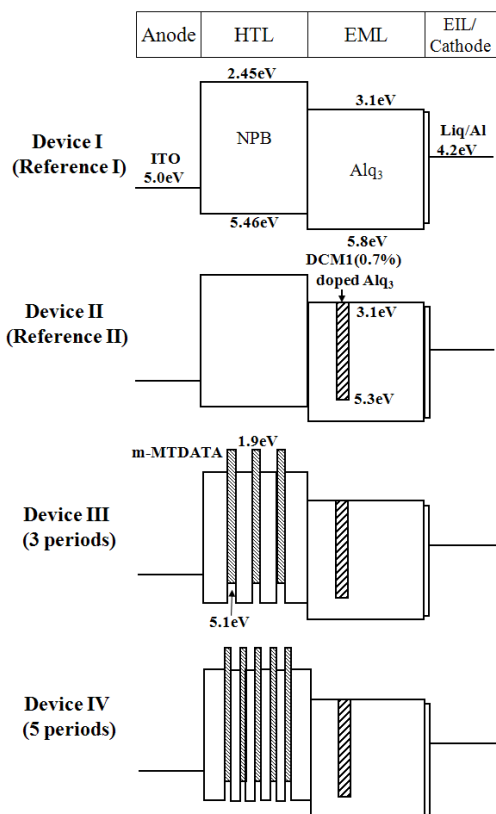 Anode HTL EML EIL/
Cathode
2.45eV
3.1eV
Device I
(Reference I)
ITO
5.0eV
NPB
Alq₃
Liq/Al
4.2eV
5.46eV
5.8eV
DCM1(0.7%)
doped Alq₃
Device II
(Reference II)
3.1eV
5.3eV
m-MTDATA
1.9eV
Device III
(3 periods)
5.1eV
Device IV
(5 periods)